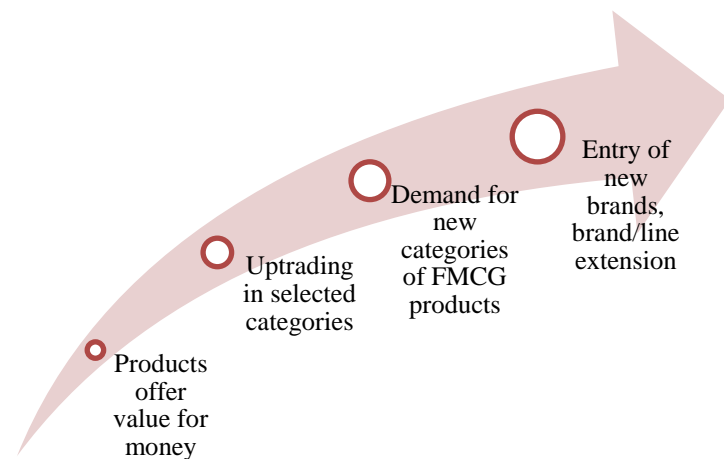 Products
offer
value for
money
Uptrading
in selected
categories
Demand for
new
categories
of FMCG
products
Entry of
new
brands,
brand/line
extension